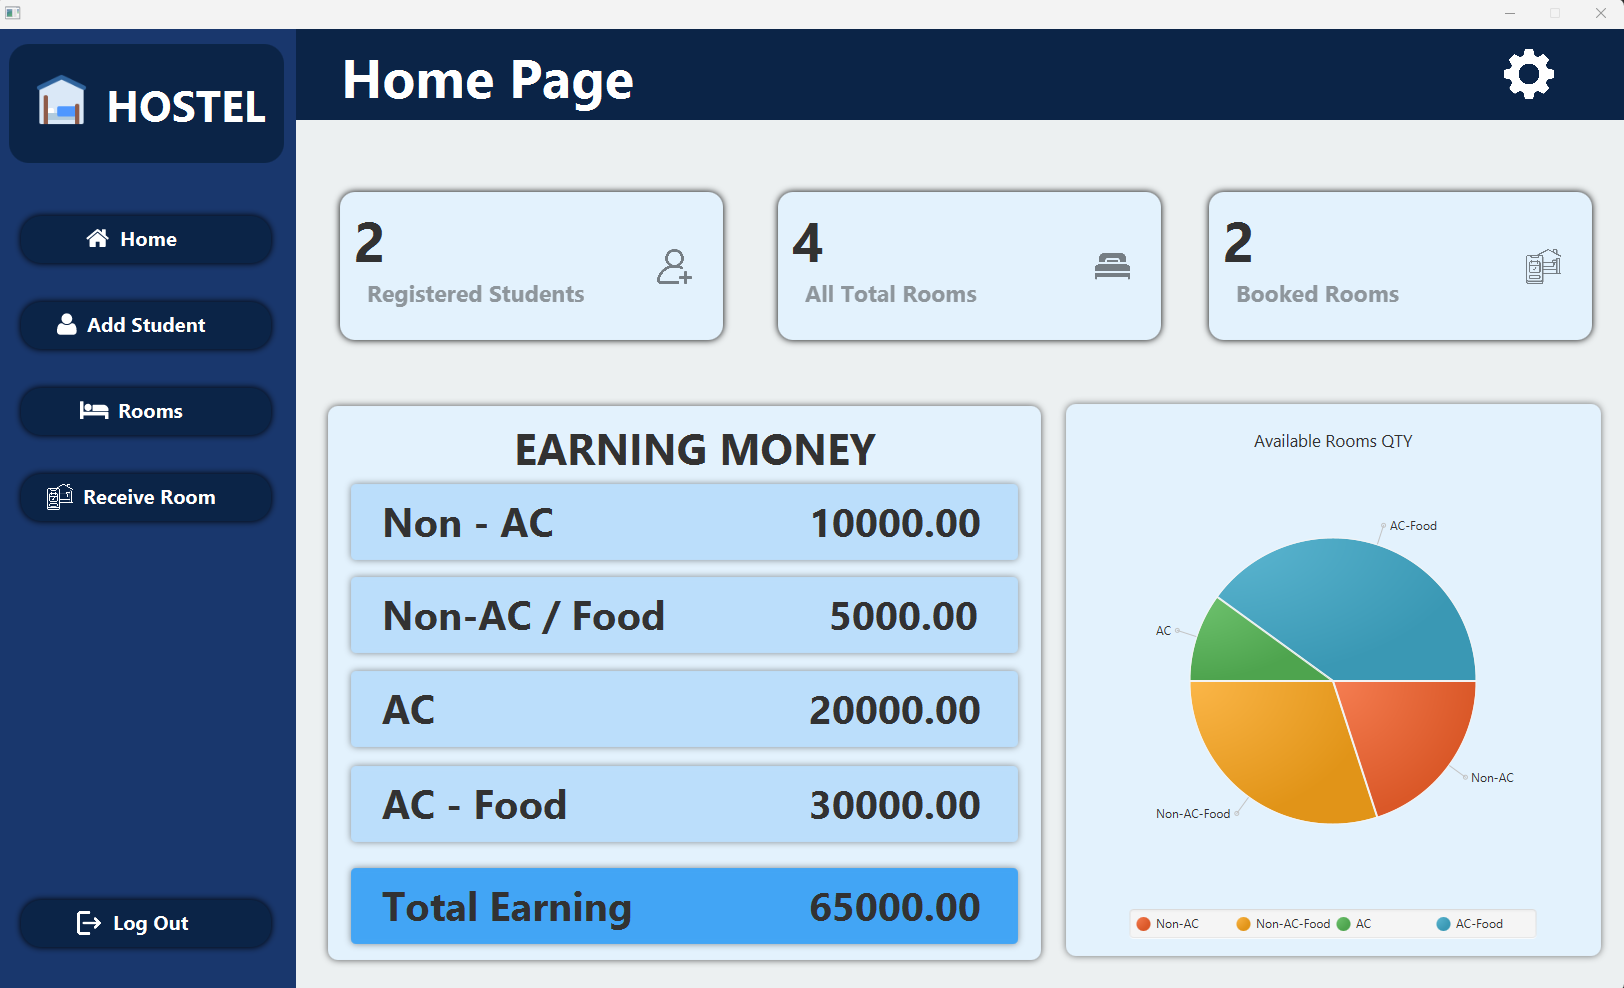 HOSTEL
Home
Add Student
Rooms
Receive Room
Log Out
Home Page
2
Registered Students
4
All Total Rooms
2
Booked Rooms
EARNING MONEY
Non - AC 10000.00
Non-AC / Food 5000.00
AC 20000.00
AC - Food 30000.00
Total Earning 65000.00
Available Rooms QTY
AC-Food
AC
Non-AC
Non-AC-Food
Non-AC Non-AC-Food AC AC-Food